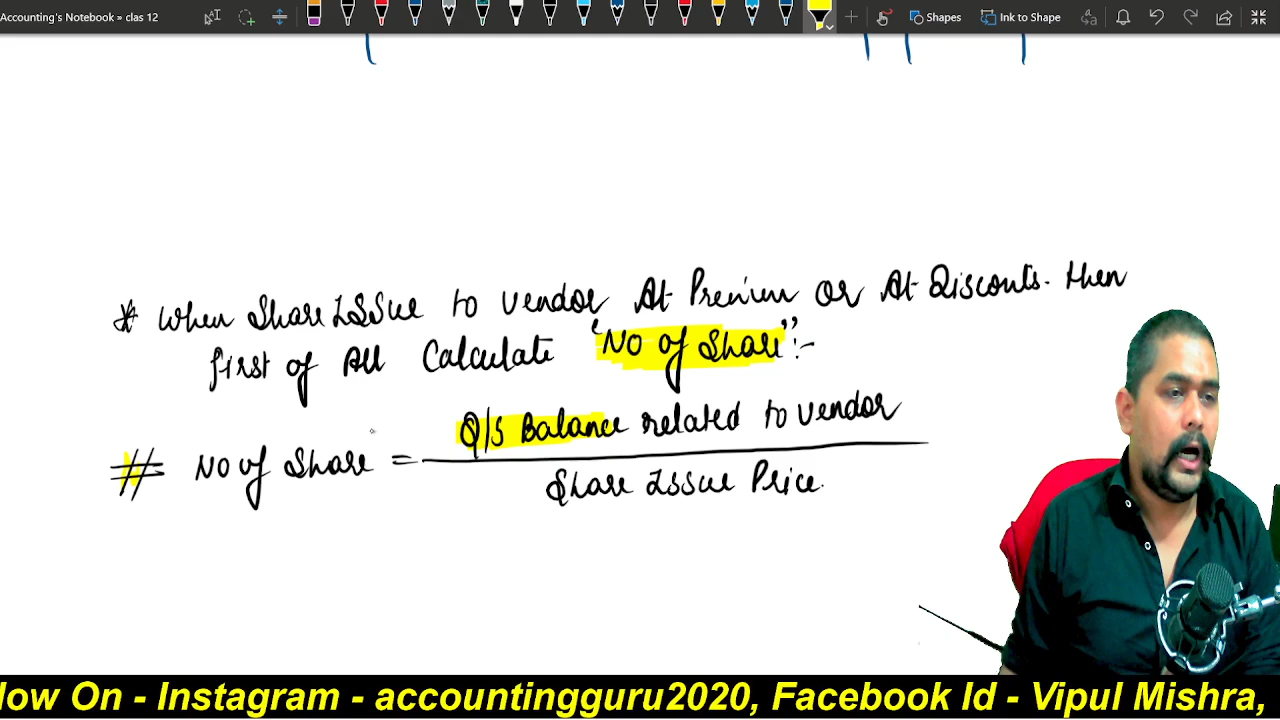 Accounting's Notebook » clas 12
Shapes
Ink to Shape
* When Share ISSue to vendor At Premium OR At Disconts. then
first of All Calculate "No of Share" :-
# No of Share = O/S Balance related to vendor
Share Issue Price.
Now On - Instagram - accountingguru2020, Facebook Id - Vipul Mishra,